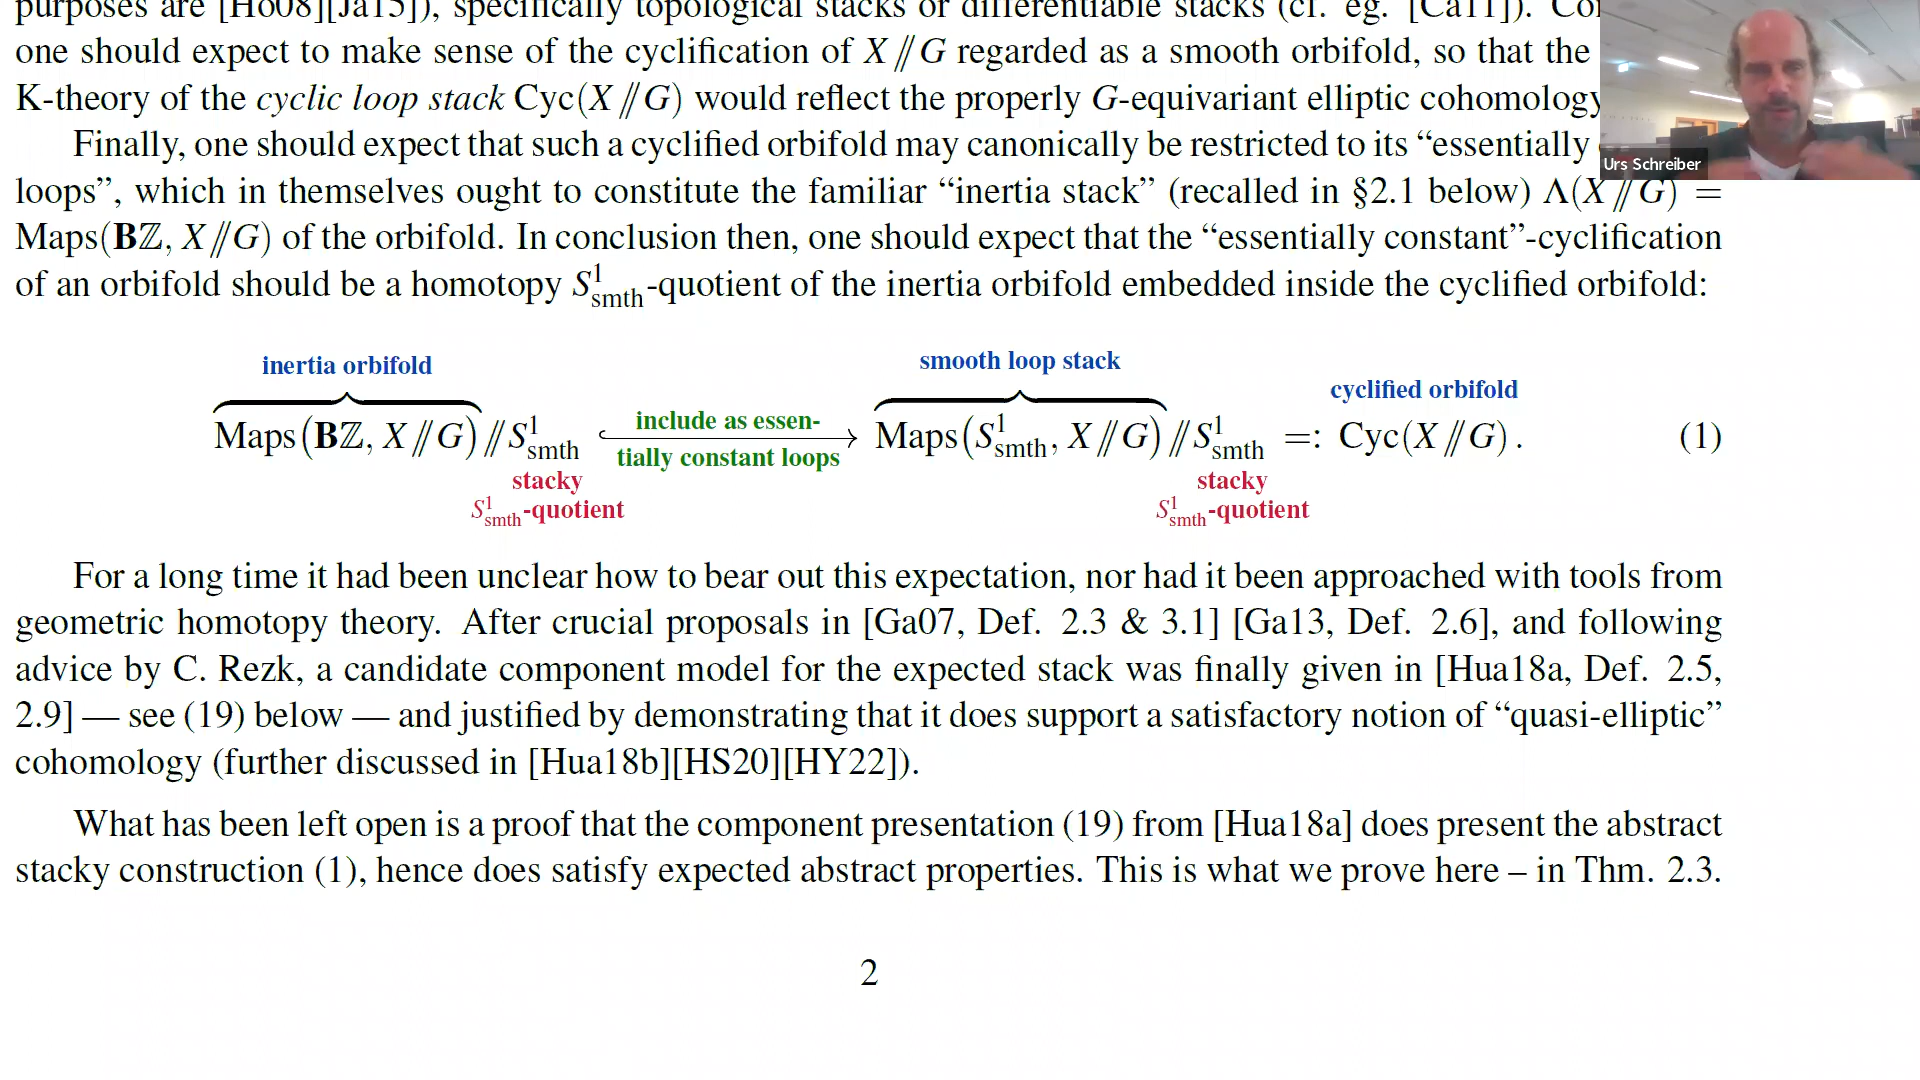 purposes are [Ho08][Ja15]), specifically topological stacks or differentiable stacks (cf. eg. [Ca11]).
one should expect to make sense of the cyclification of X⫽G regarded as a smooth orbifold, so that the
K-theory of the cyclic loop stack Cyc(X⫽G) would reflect the properly G-equivariant elliptic cohomology
Finally, one should expect that such a cyclified orbifold may canonically be restricted to its “essentially
Urs Schreiber
loops”, which in themselves ought to constitute the familiar “inertia stack” (recalled in §2.1 below) Λ(X⫽G) =
Maps(Bℤ, X⫽G) of the orbifold. In conclusion then, one should expect that the “essentially constant”-cyclification
of an orbifold should be a homotopy S¹smth-quotient of the inertia orbifold embedded inside the cyclified orbifold:
inertia orbifold
smooth loop stack
cyclified orbifold
Maps(Bℤ, X⫽G)⫽S¹smth ↪ Maps(S¹smth, X⫽G)⫽S¹smth =: Cyc(X⫽G). (1)
include as essen-
tially constant loops
stacky stacky
S¹smth-quotient S¹smth-quotient
For a long time it had been unclear how to bear out this expectation, nor had it been approached with tools from
geometric homotopy theory. After crucial proposals in [Ga07, Def. 2.3 & 3.1] [Ga13, Def. 2.6], and following
advice by C. Rezk, a candidate component model for the expected stack was finally given in [Hua18a, Def. 2.5,
2.9] — see (19) below — and justified by demonstrating that it does support a satisfactory notion of “quasi-elliptic”
cohomology (further discussed in [Hua18b][HS20][HY22]).
What has been left open is a proof that the component presentation (19) from [Hua18a] does present the abstract
stacky construction (1), hence does satisfy expected abstract properties. This is what we prove here – in Thm. 2.3.
2